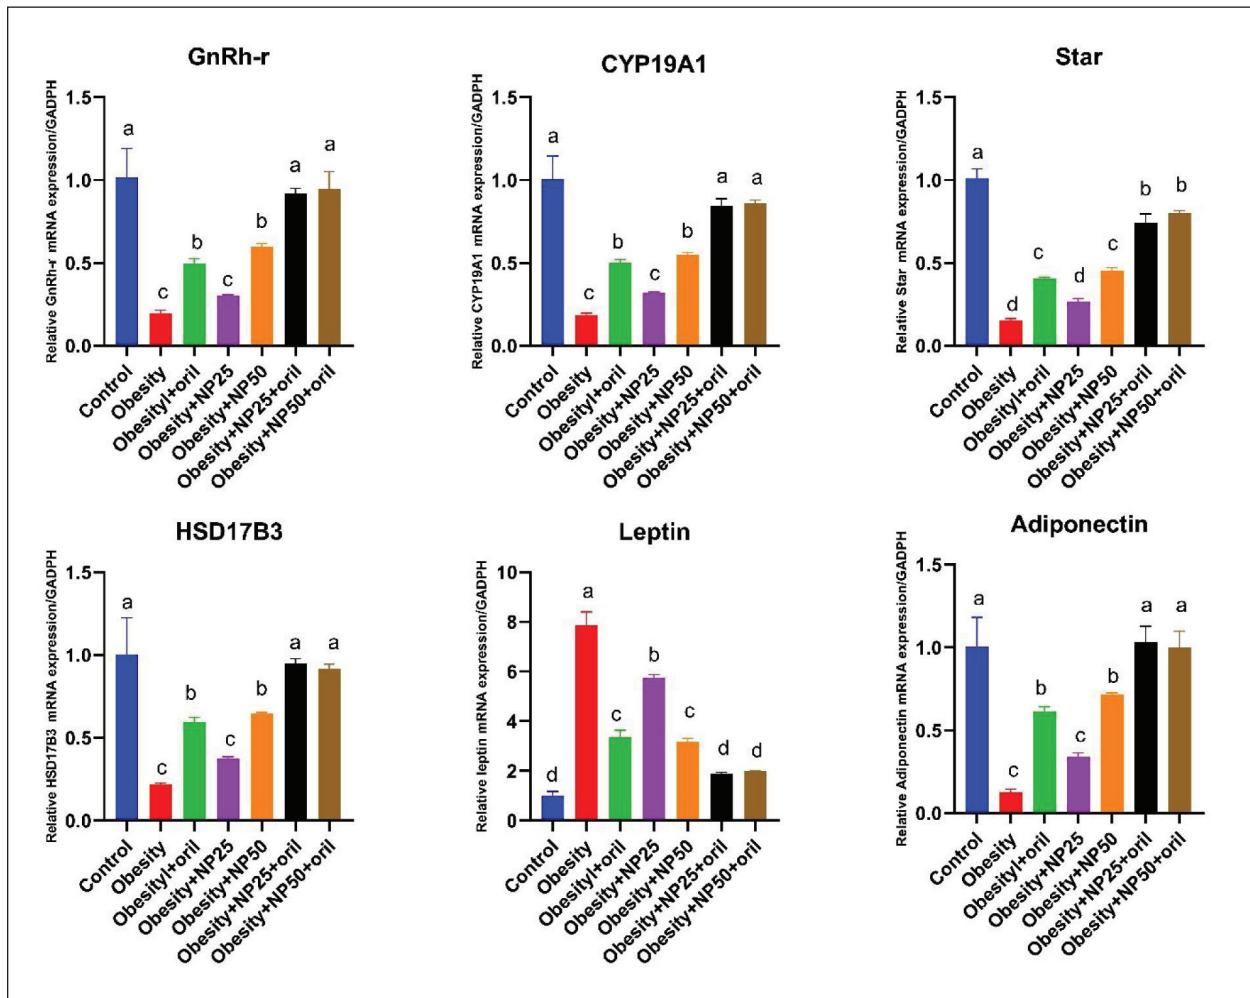 GnRh-r
Relative GnRh-r mRNA expression/GADPH
1.5
1.0
0.5
0.0
a
c
b
c
b
a
a
Control
Obesity
Obesityl+oril
Obesity+NP25
Obesity+NP50
Obesity+NP25+oril
Obesity+NP50+oril
CYP19A1
Relative CYP19A1 mRNA expression/GADPH
1.5
1.0
0.5
0.0
a
c
b
c
b
a
a
Control
Obesity
Obesityl+oril
Obesity+NP25
Obesity+NP50
Obesity+NP25+oril
Obesity+NP50+oril
Star
Relative Star mRNA expression/GADPH
1.5
1.0
0.5
0.0
a
d
c
d
c
b
b
Control
Obesity
Obesityl+oril
Obesity+NP25
Obesity+NP50
Obesity+NP25+oril
Obesity+NP50+oril
HSD17B3
Relative HSD17B3 mRNA expression/GADPH
1.5
1.0
0.5
0.0
a
c
b
c
b
a
a
Control
Obesity
Obesityl+oril
Obesity+NP25
Obesity+NP50
Obesity+NP25+oril
Obesity+NP50+oril
Leptin
Relative leptin mRNA expression/GADPH
10
8
6
4
2
0
d
a
c
b
c
d
d
Control
Obesity
Obesityl+oril
Obesity+NP25
Obesity+NP50
Obesity+NP25+oril
Obesity+NP50+oril
Adiponectin
Relative Adiponectin mRNA expression/GADPH
1.5
1.0
0.5
0.0
a
c
b
c
b
a
a
Control
Obesity
Obesityl+oril
Obesity+NP25
Obesity+NP50
Obesity+NP25+oril
Obesity+NP50+oril